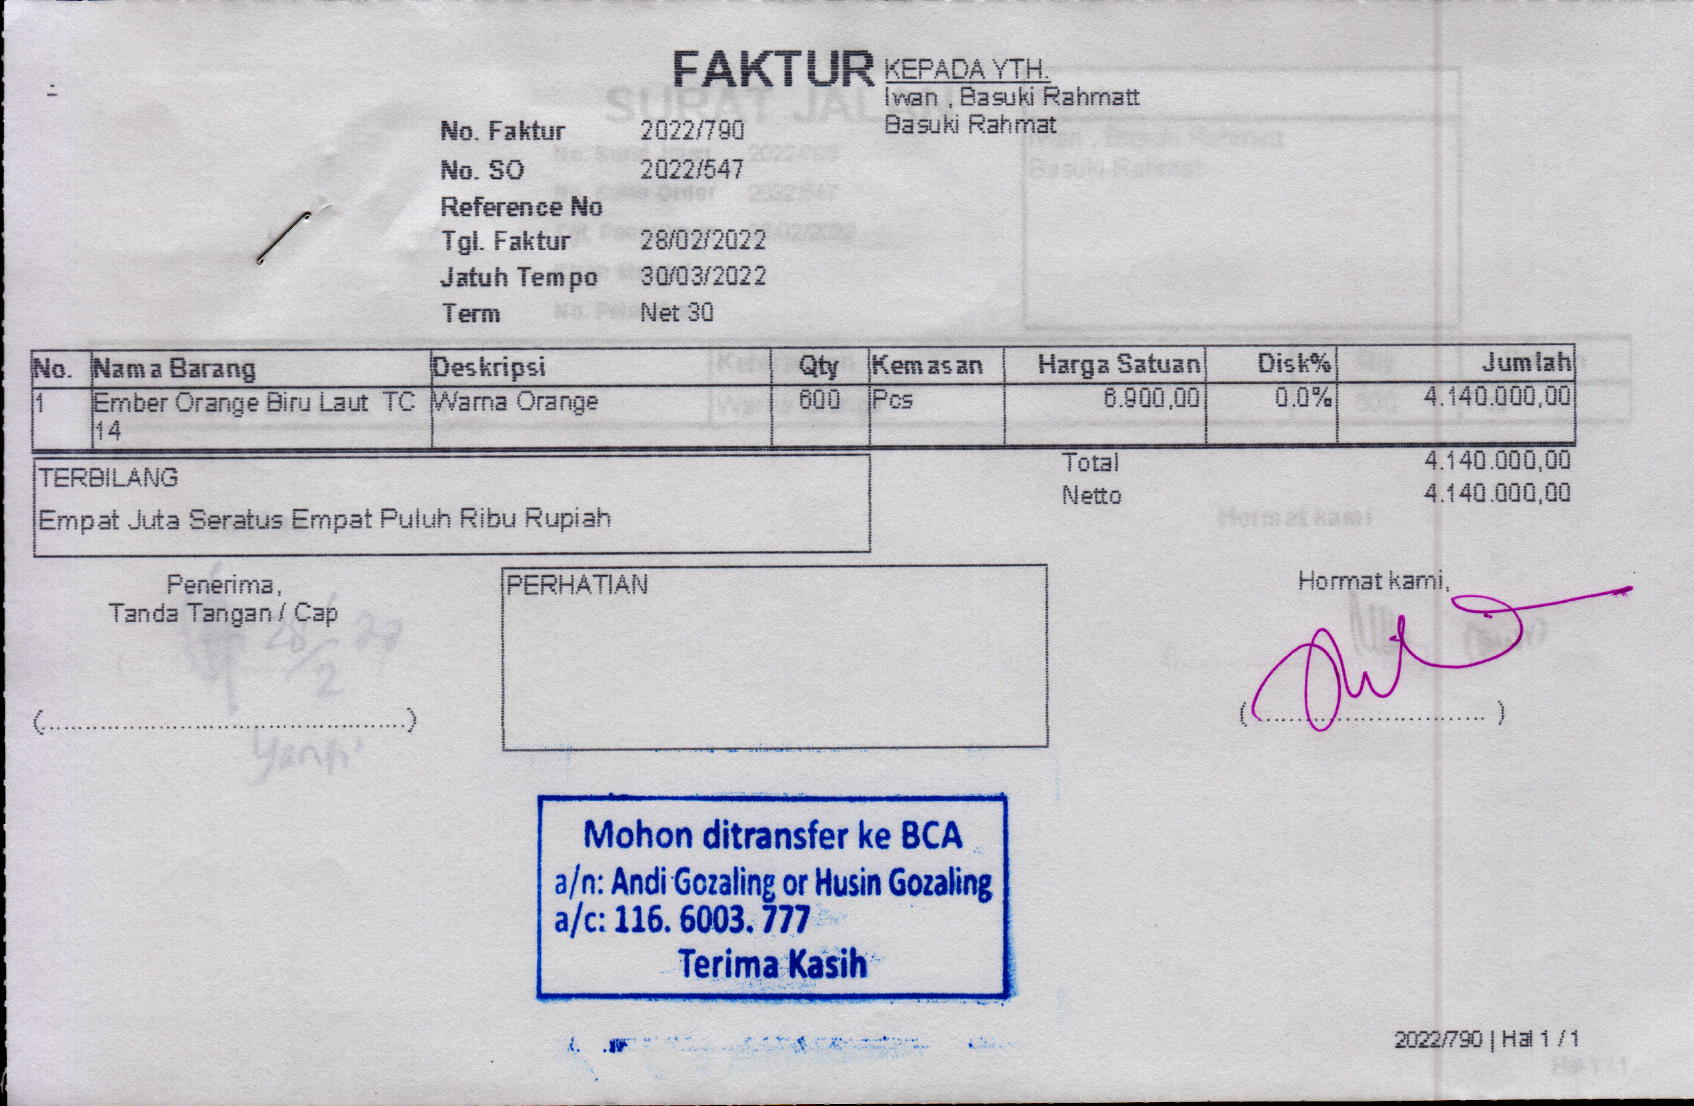 FAKTUR
KEPADA YTH.
Iwan , Basuki Rahmatt
Basuki Rahmat
No. Faktur 2022/790
No. SO 2022/547
Reference No
Tgl. Faktur 28/02/2022
Jatuh Tempo 30/03/2022
Term Net 30
No. Nama Barang Deskripsi Qty Kemasan Harga Satuan Disk% Jumlah
1 Ember Orange Biru Laut TC Warna Orange 600 Pcs 6.900,00 0.0% 4.140.000,00
14
TERBILANG
Empat Juta Seratus Empat Puluh Ribu Rupiah
Total 4.140.000,00
Netto 4.140.000,00
Penerima,
Tanda Tangan / Cap
(........................................)
PERHATIAN
Hormat kami,
(.............................. )
Mohon ditransfer ke BCA
a/n: Andi Gozaling or Husin Gozaling
a/c: 116. 6003. 777
Terima Kasih
2022/790 | Hal 1 / 1